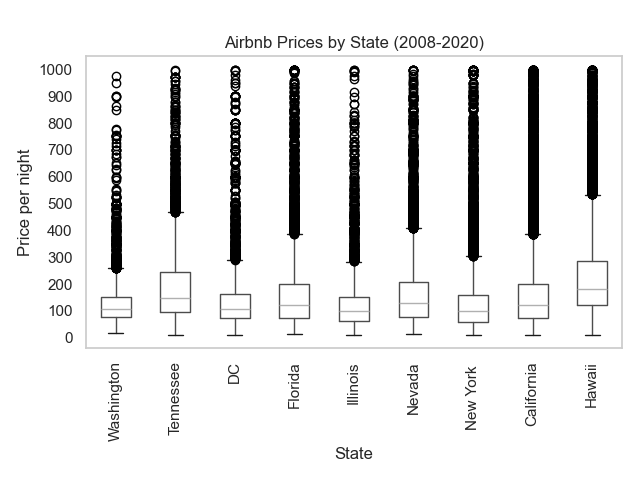 Airbnb Prices by State (2008-2020)
Price per night
1000
900
800
700
600
500
400
300
200
100
0
Washington
Tennessee
DC
Florida
Illinois
Nevada
New York
California
Hawaii
State